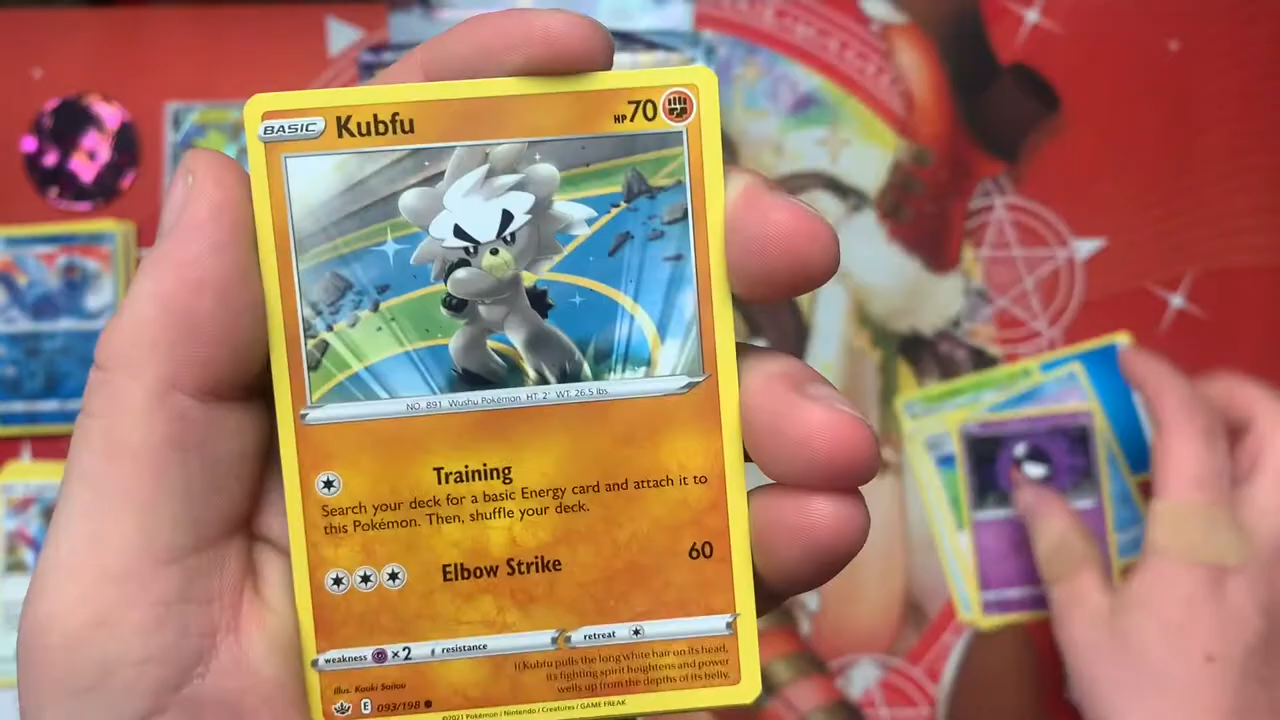 BASIC Kubfu HP 70
NO. 891 Wushu Pokémon HT. 2' WT. 26.5 lbs
Training
Search your deck for a basic Energy card and attach it to
this Pokémon. Then, shuffle your deck.
Elbow Strike 60
weakness ×2 resistance retreat
If Kubfu pulls the long white hair on its head,
its fighting spirit heightens and power
wells up from the depths of its belly.
Illus. Kouki Saitou
E 093/198
©2021 Pokémon / Nintendo / Creatures / GAME FREAK